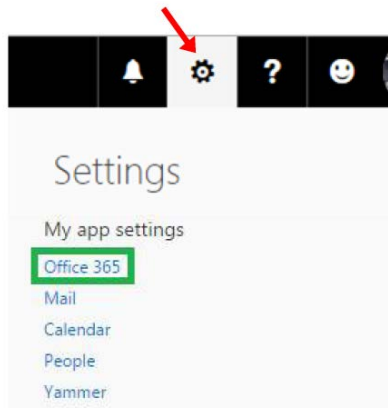 ?
Settings
My app settings
Office 365
Mail
Calendar
People
Yammer